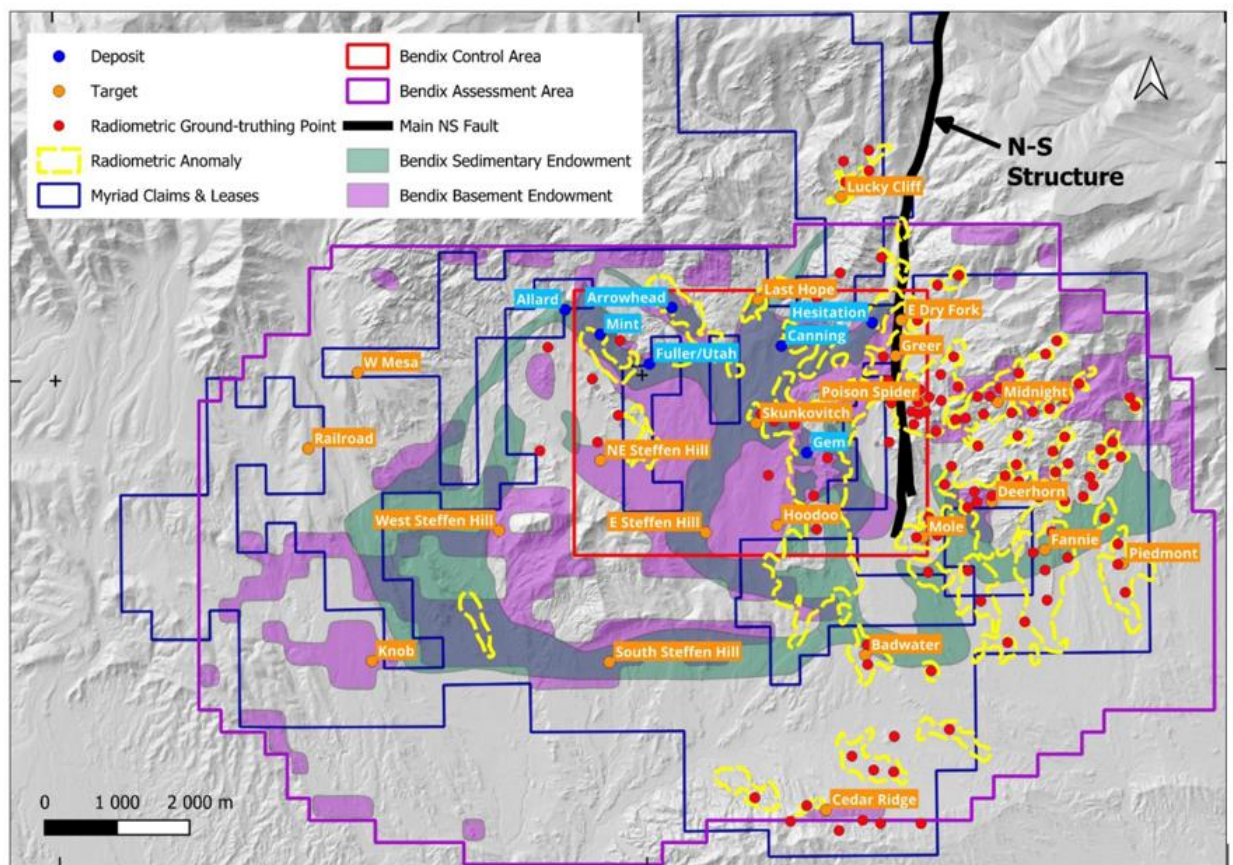 Deposit
Target
Radiometric Ground-truthing Point
Radiometric Anomaly
Myriad Claims & Leases
Bendix Control Area
Bendix Assessment Area
Main NS Fault
Bendix Sedimentary Endowment
Bendix Basement Endowment
N-S
Structure
Lucky Cliff
Last Hope
Allard
Arrowhead
Hesitation
E Dry Fork
Mint
Canning
Greer
Fuller/Utah
W Mesa
Poison Spider
Midnight
Skunkovitch
Railroad
NE Steffen Hill
Gem
Deerhorn
West Steffen Hill
E Steffen Hill
Hoodoo
Mole
Fannie
Piedmont
Knob
South Steffen Hill
Badwater
Cedar Ridge
0 1 000 2 000 m